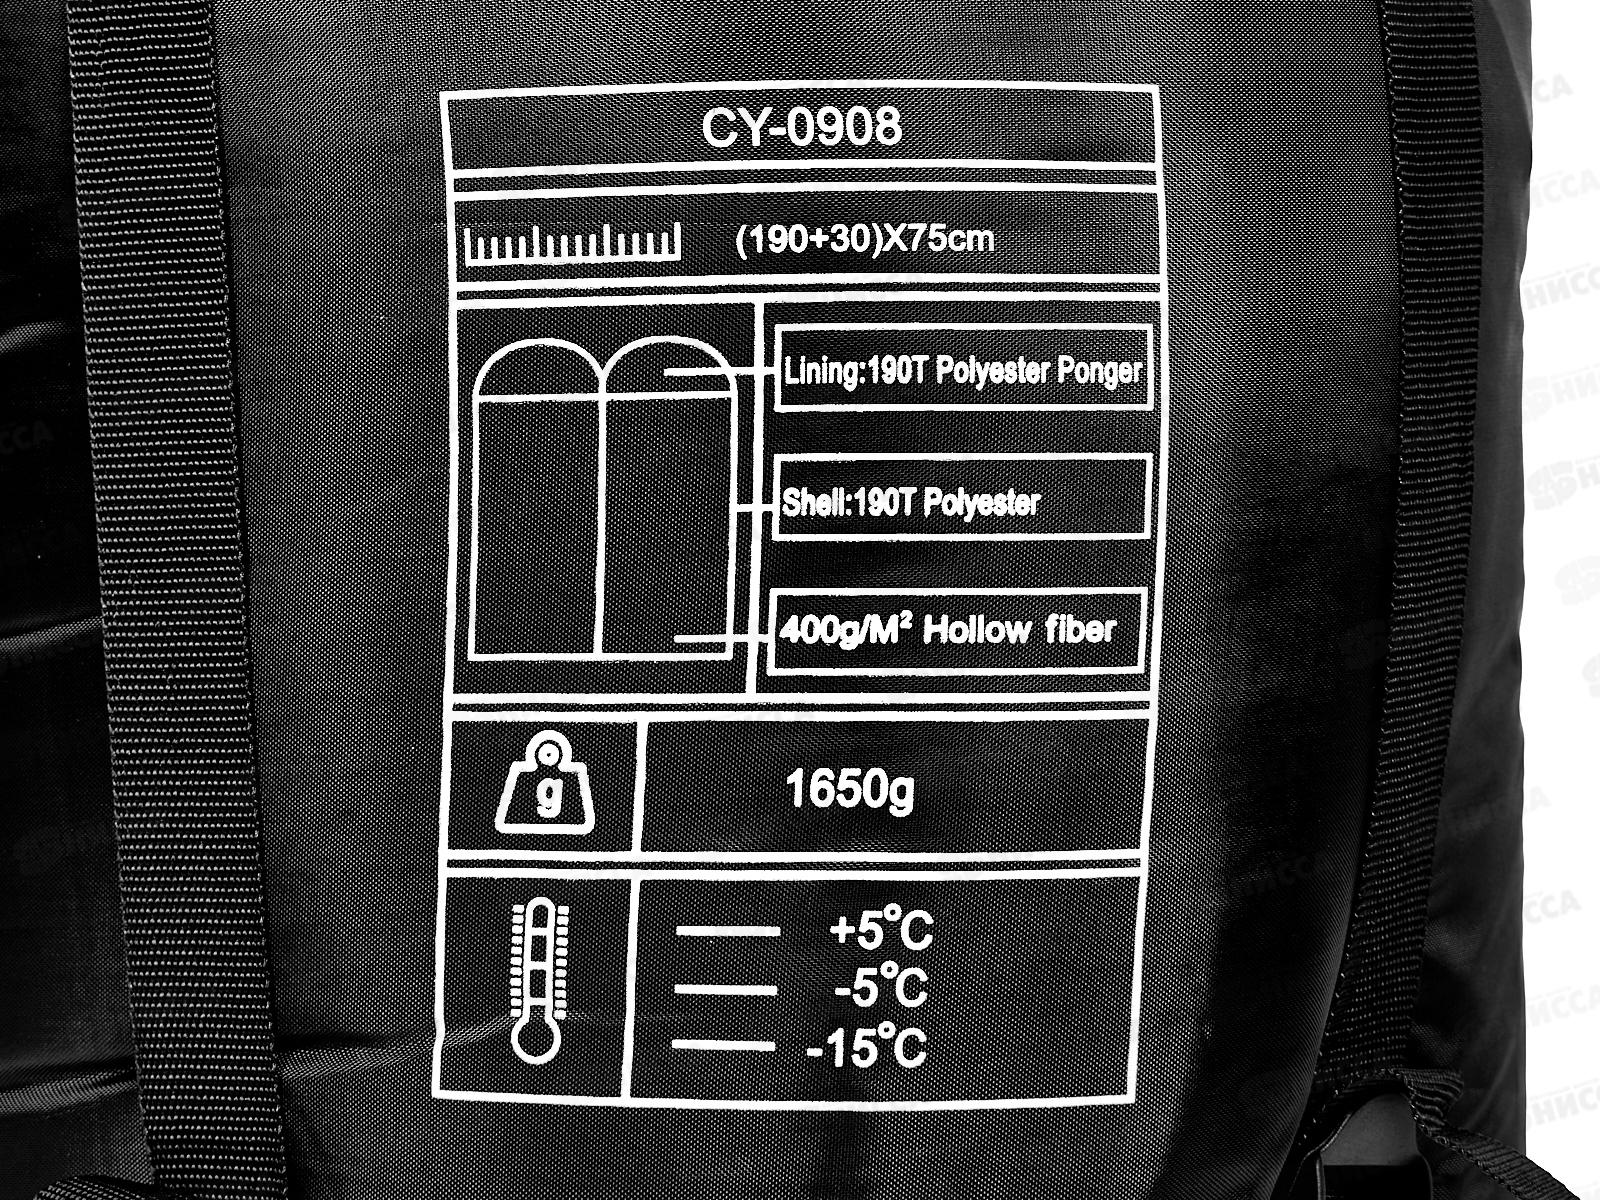 CY-0908
(190+30)X75cm
Lining:190T Polyester Ponger
Shell:190T Polyester
400g/M² Hollow fiber
g
1650g
+5°C
-5°C
-15°C